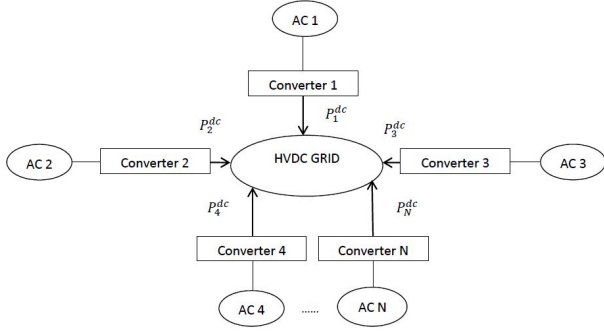 AC 1
Converter 1
P_1^{dc}
P_2^{dc}
P_3^{dc}
AC 2
Converter 2
HVDC GRID
Converter 3
AC 3
P_4^{dc}
P_N^{dc}
Converter 4
Converter N
AC 4
......
AC N